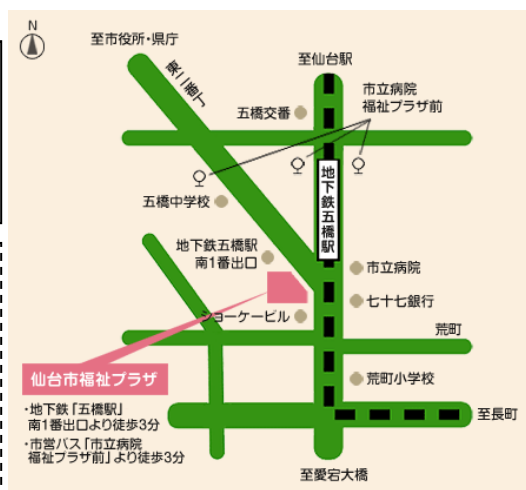 N
至市役所・県庁
至仙台駅
東二番丁
市立病院
福祉プラザ前
五橋交番
地下鉄五橋駅
五橋中学校
地下鉄五橋駅
南1番出口
市立病院
七十七銀行
ショーケービル
荒町
仙台市福祉プラザ
荒町小学校
・地下鉄「五橋駅」
南1番出口より徒歩3分
・市営バス「市立病院
福祉プラザ前」より徒歩3分
至長町
至愛宕大橋